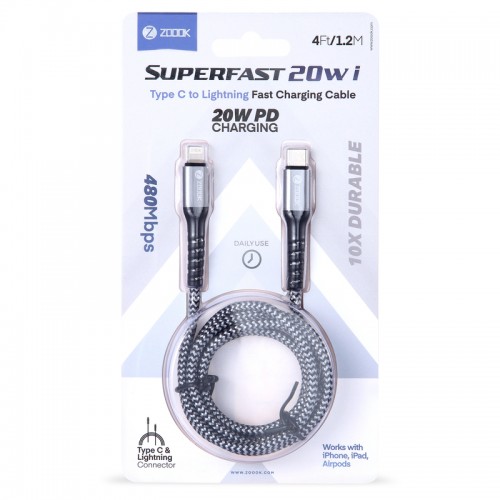 ZOOOK
4Ft/1.2M
SUPERFAST 20W i
Type C to Lightning Fast Charging Cable
20W PD
CHARGING
480Mbps
10X DURABLE
ZOOOK
DAILY USE
Type C &
Lightning
Connector
Works with
iPhone, iPad,
Airpods
WWW.ZOOOK.COM